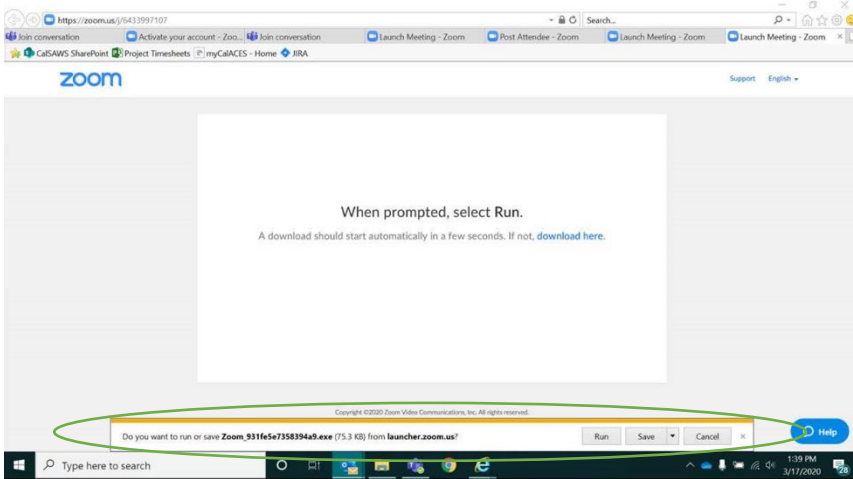 https://zoom.us/j/6433997107
Search...
Join conversation
Activate your account - Zoo...
Join conversation
Launch Meeting - Zoom
Post Attendee - Zoom
Launch Meeting - Zoom
Launch Meeting - Zoom
CalSAWS SharePoint Project Timesheets myCalACES - Home JIRA
zoom
Support English
When prompted, select Run.
A download should start automatically in a few seconds. If not, download here.
Copyright ©2020 Zoom Video Communications, Inc. All rights reserved.
Do you want to run or save Zoom_931fe5e7358394a9.exe (75.3 KB) from launcher.zoom.us?
Run Save Cancel
Help
Type here to search
1:39 PM
3/17/2020
28